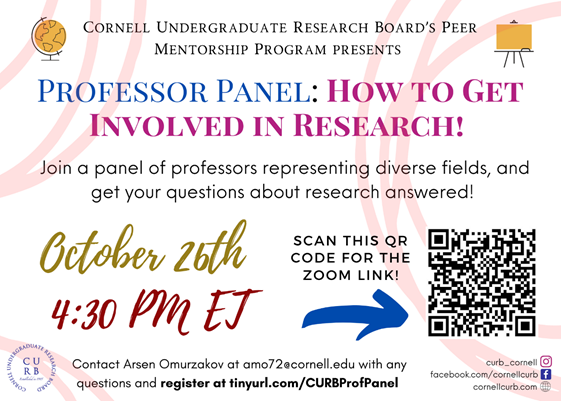 Cornell Undergraduate Research Board's Peer
Mentorship Program presents
Professor Panel: How to Get
Involved in Research!
Join a panel of professors representing diverse fields, and
get your questions about research answered!
October 26th
4:30 PM ET
SCAN THIS QR
CODE FOR THE
ZOOM LINK!
CORNELL UNDERGRADUATE RESEARCH BOARD
CU
RB
Contact Arsen Omurzakov at amo72@cornell.edu with any
questions and register at tinyurl.com/CURBProfPanel
curb_cornell
facebook.com/cornellcurb
cornellcurb.com